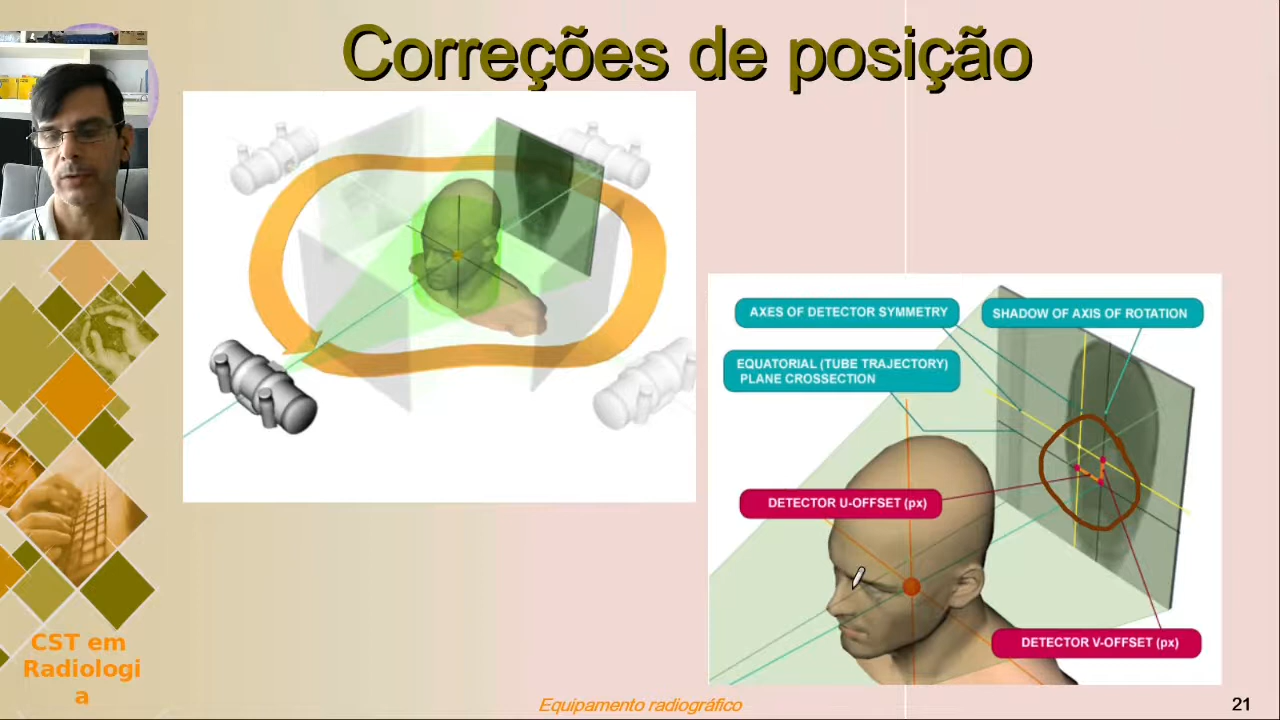 Correções de posição
AXES OF DETECTOR SYMMETRY
SHADOW OF AXIS OF ROTATION
EQUATORIAL (TUBE TRAJECTORY)
PLANE CROSSECTION
DETECTOR U-OFFSET (px)
DETECTOR V-OFFSET (px)
CST em
Radiologi
a
Equipamento radiográfico
21